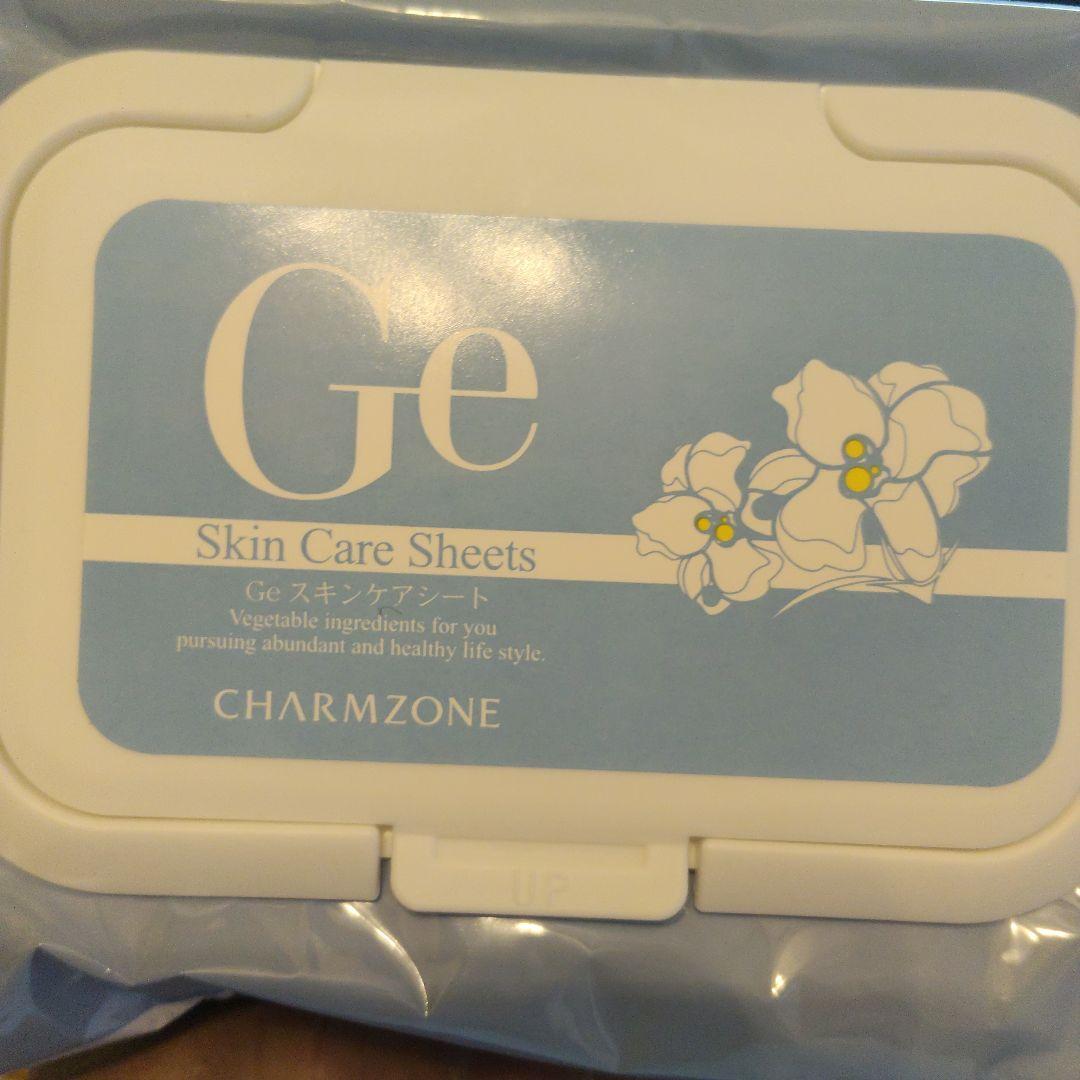 Ge
Skin Care Sheets
Ge スキンケアシート
Vegetable ingredients for you
pursuing abundant and healthy life style.
CHARMZONE
UP